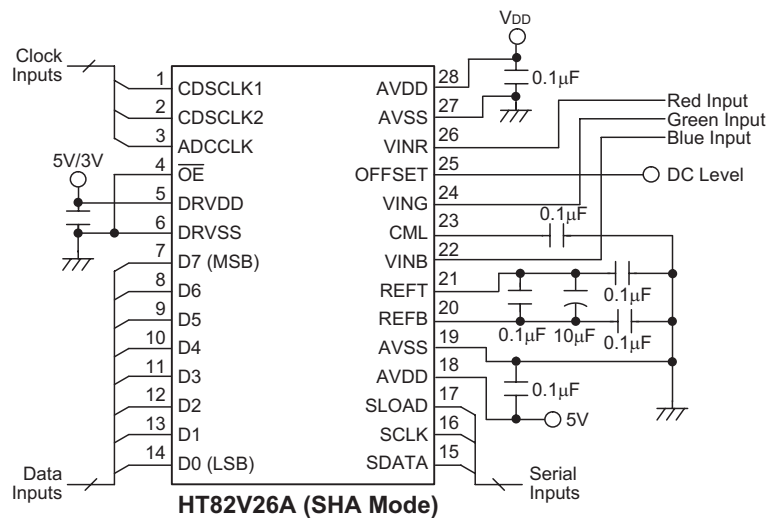 VDD
Clock
Inputs
0.1μF
1 CDSCLK1
2 CDSCLK2
3 ADCCLK
4 OE
5 DRVDD
6 DRVSS
7 D7 (MSB)
8 D6
9 D5
10 D4
11 D3
12 D2
13 D1
14 D0 (LSB)
5V/3V
Data
Inputs
AVDD 28
AVSS 27
VINR 26
OFFSET 25
VING 24
CML 23
VINB 22
REFT 21
REFB 20
AVSS 19
AVDD 18
SLOAD 17
SCLK 16
SDATA 15
Red Input
Green Input
Blue Input
DC Level
0.1μF
0.1μF
0.1μF 10μF 0.1μF
0.1μF
5V
Serial
Inputs
HT82V26A (SHA Mode)